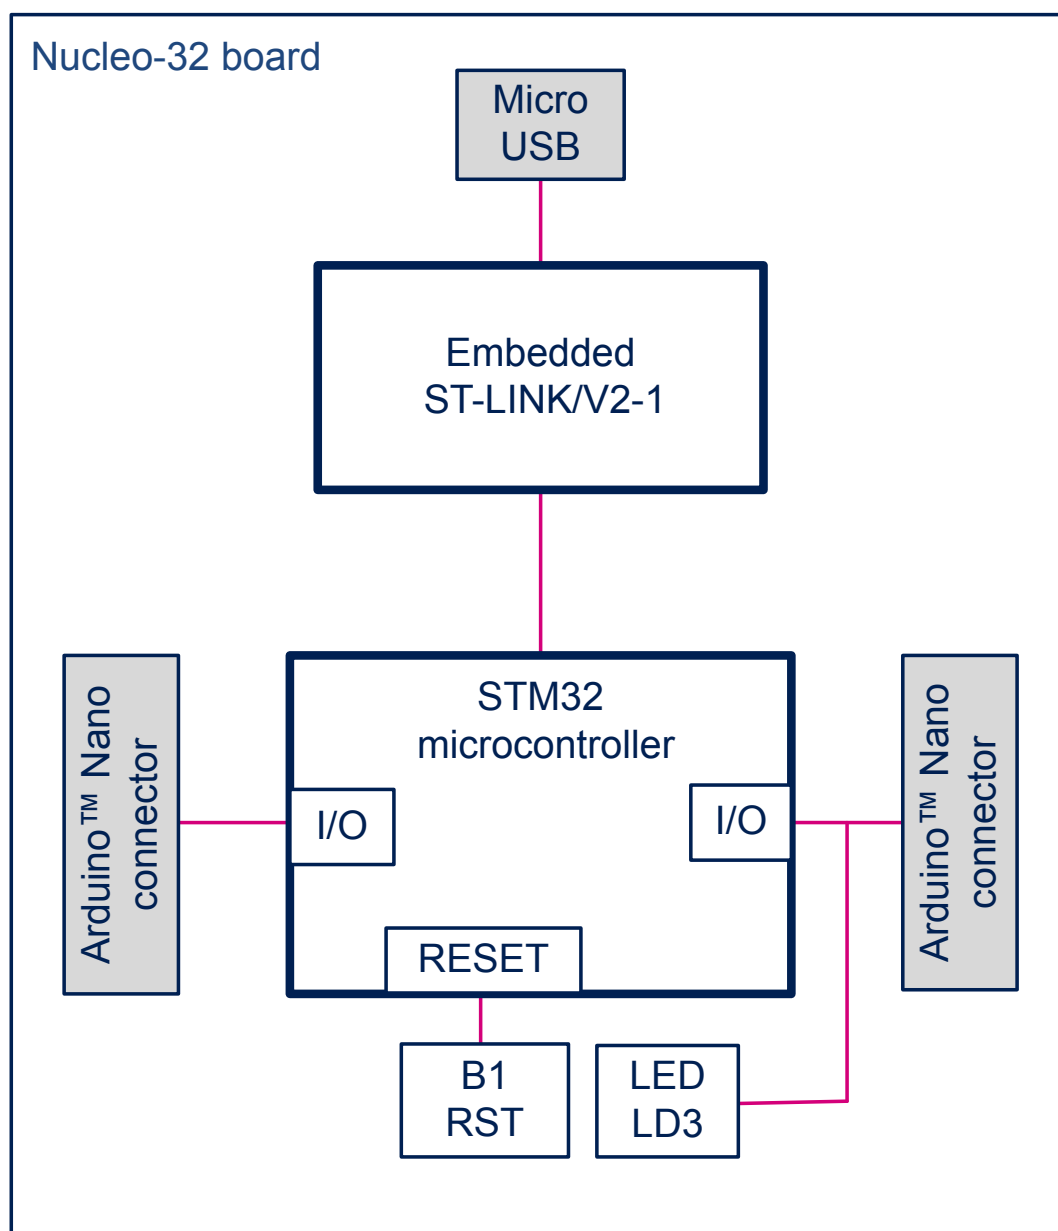 Nucleo-32 board
Micro
USB
Embedded
ST-LINK/V2-1
Arduino™ Nano
connector
STM32
microcontroller
I/O
I/O
RESET
Arduino™ Nano
connector
B1
RST
LED
LD3